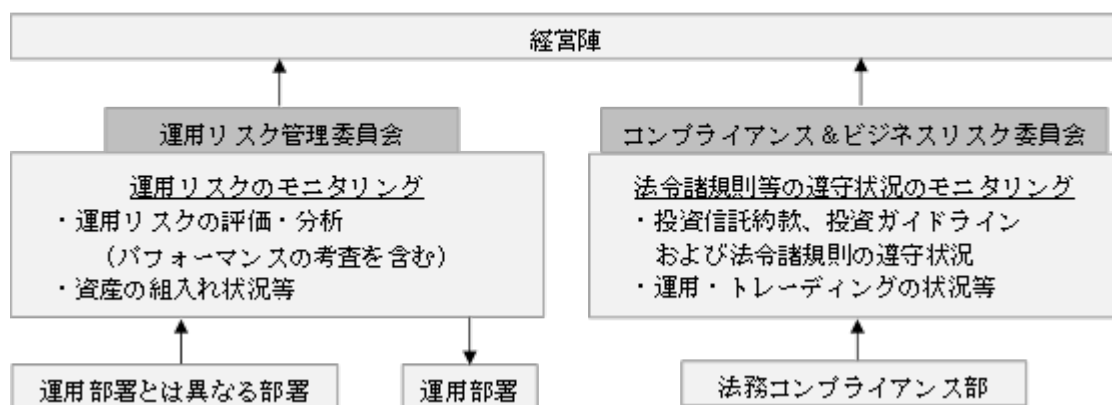 経営陣
運用リスク管理委員会
運用リスクのモニタリング
・運用リスクの評価・分析
(パフォーマンスの考査を含む)
・資産の組入れ状況等
運用部署とは異なる部署
運用部署
コンプライアンス＆ビジネスリスク委員会
法令諸規則等の遵守状況のモニタリング
・投資信託約款、投資ガイドライン
および法令諸規則の遵守状況
・運用・トレーディングの状況等
法務コンプライアンス部